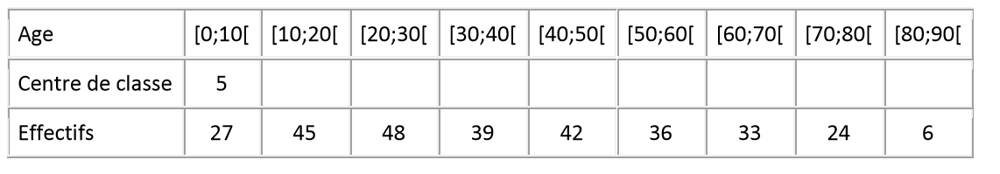 Age [0;10[ [10;20[ [20;30[ [30;40[ [40;50[ [50;60[ [60;70[ [70;80[ [80;90[
Centre de classe 5
Effectifs 27 45 48 39 42 36 33 24 6